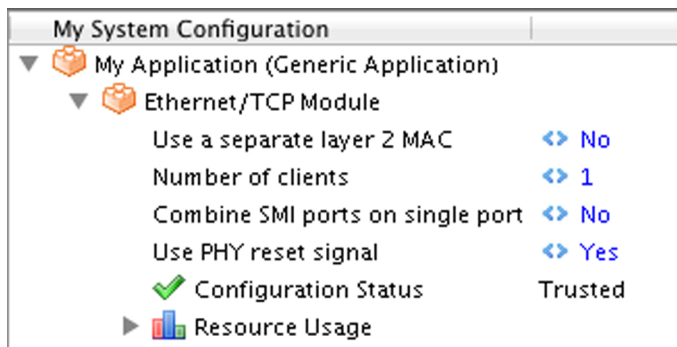 My System Configuration
My Application (Generic Application)
Ethernet/TCP Module
Use a separate layer 2 MAC No
Number of clients 1
Combine SMI ports on single port No
Use PHY reset signal Yes
Configuration Status Trusted
Resource Usage